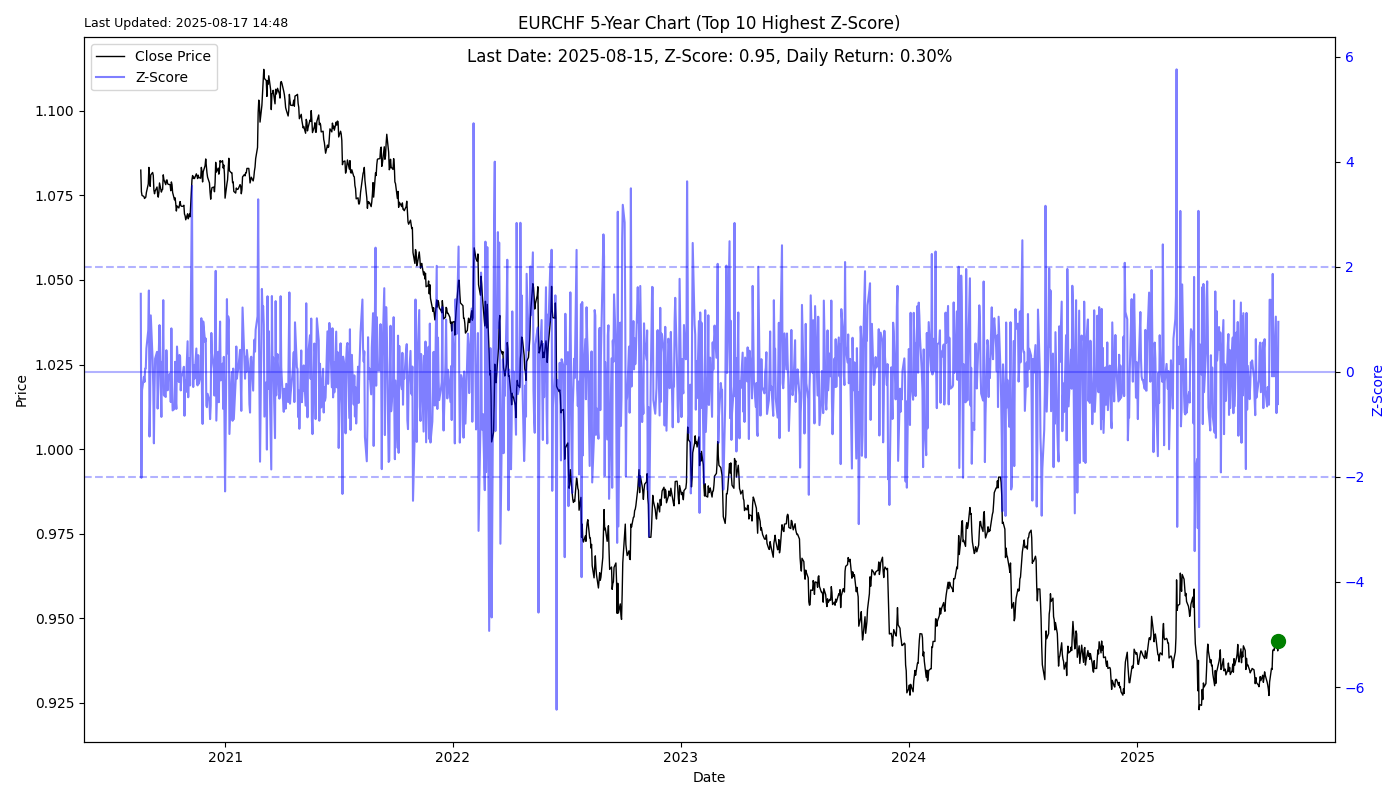 Last Updated: 2025-08-17 14:48
EURCHF 5-Year Chart (Top 10 Highest Z-Score)
Last Date: 2025-08-15, Z-Score: 0.95, Daily Return: 0.30%
Close Price
Z-Score
1.100
1.075
1.050
1.025
1.000
0.975
0.950
0.925
Price
6
4
2
0
−2
−4
−6
Z-Score
2021
2022
2023
2024
2025
Date